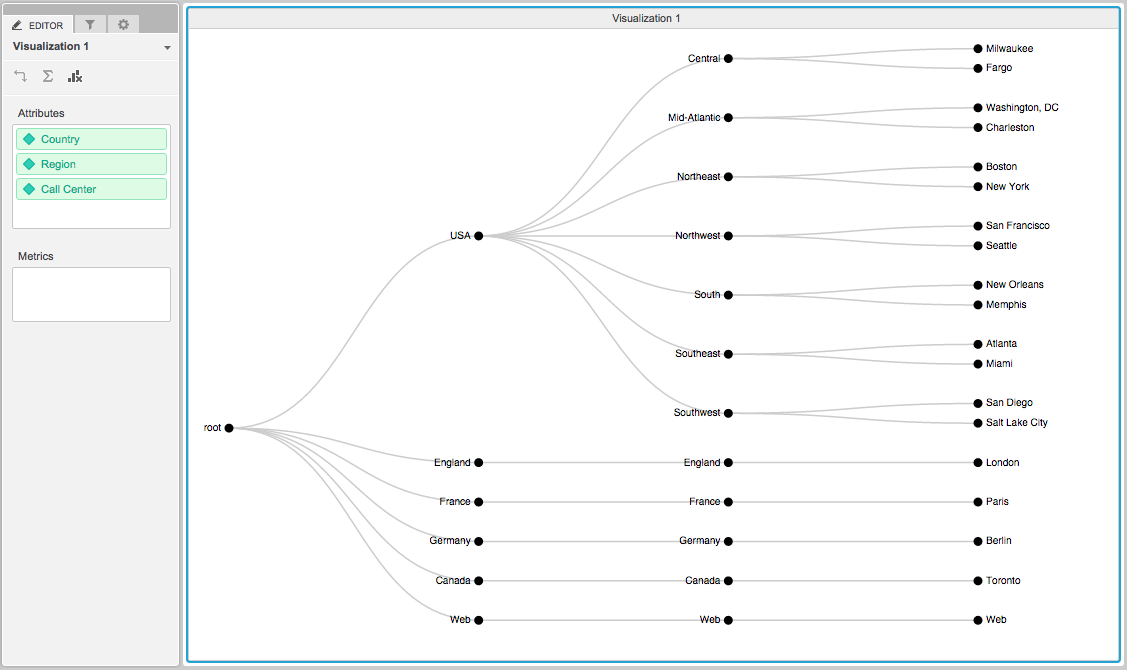 EDITOR
Visualization 1
Attributes
Country
Region
Call Center
Metrics
Visualization 1
root
USA
England
France
Germany
Canada
Web
Central
Mid-Atlantic
Northeast
Northwest
South
Southeast
Southwest
England
France
Germany
Canada
Web
Milwaukee
Fargo
Washington, DC
Charleston
Boston
New York
San Francisco
Seattle
New Orleans
Memphis
Atlanta
Miami
San Diego
Salt Lake City
London
Paris
Berlin
Toronto
Web